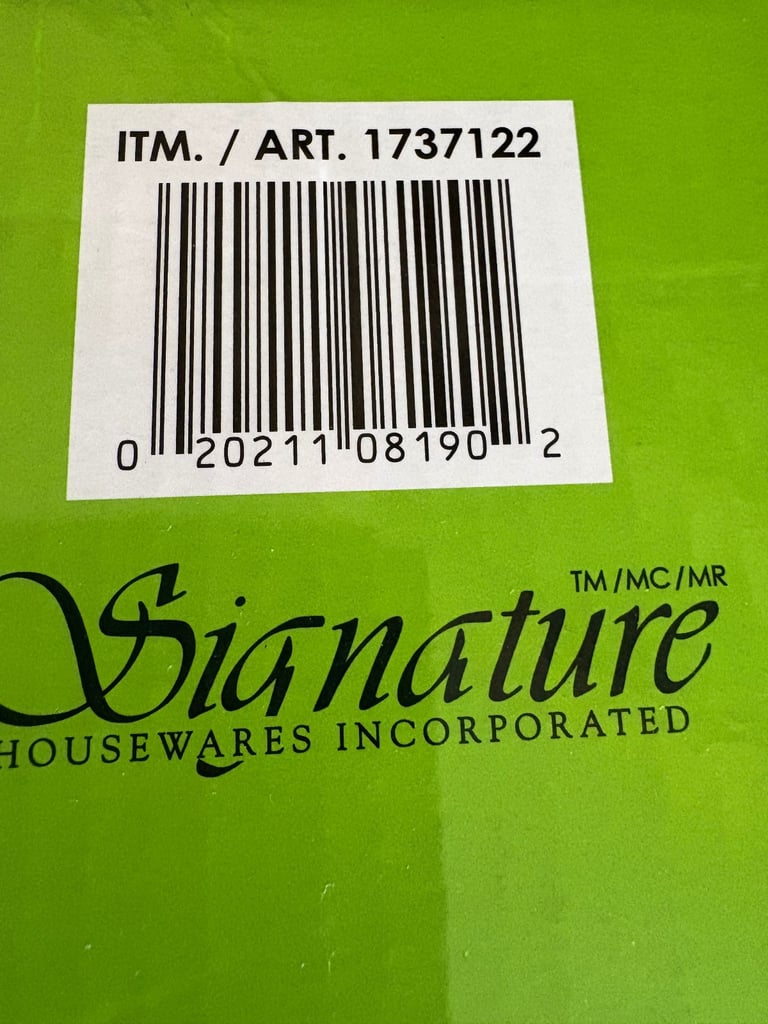 ITM. / ART. 1737122
0 20211 08190 2
TM/MC/MR
Signature
HOUSEWARES INCORPORATED